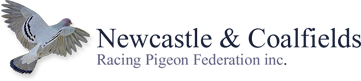 Newcastle & Coalfields
Racing Pigeon Federation inc.